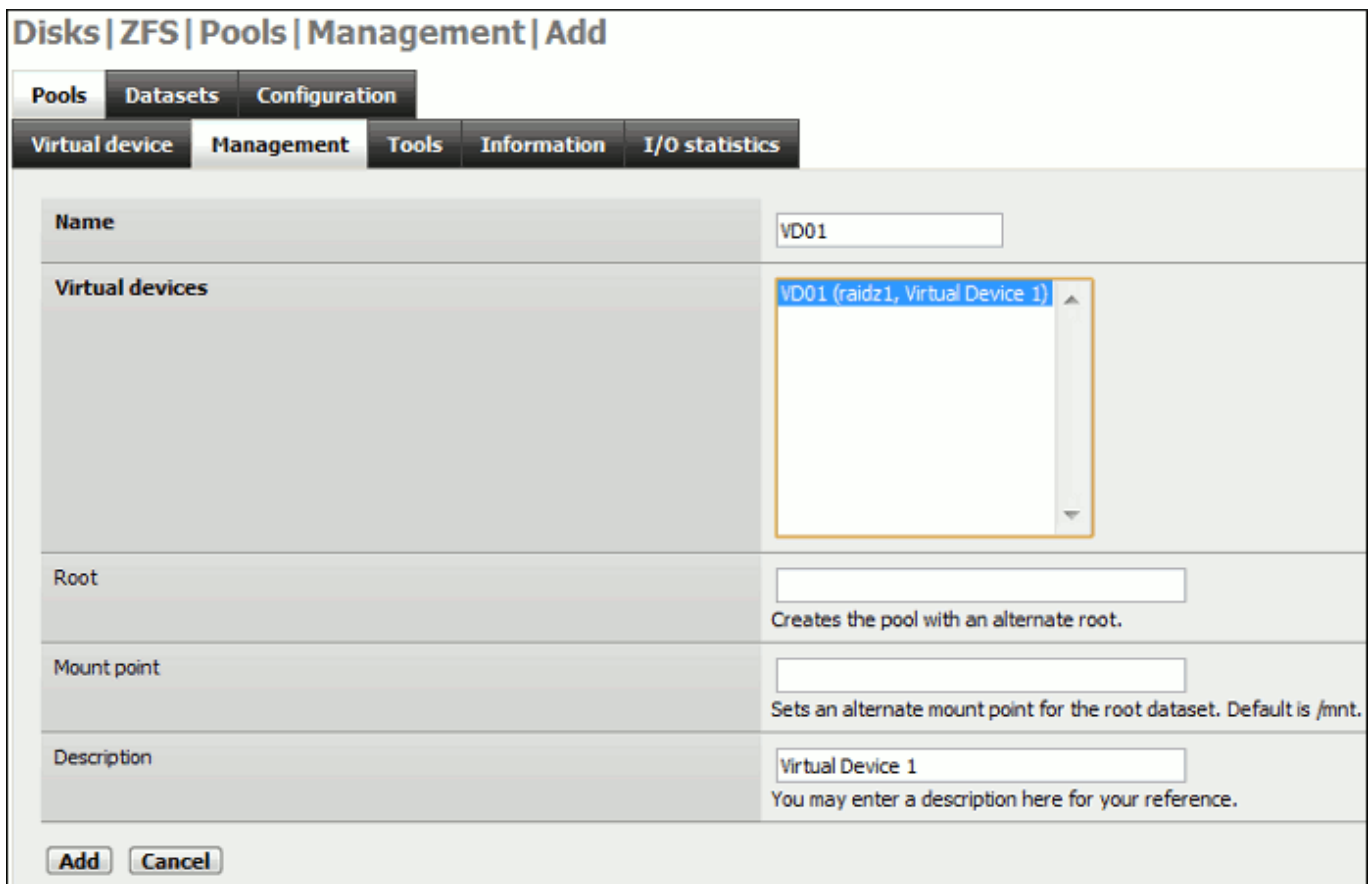 Disks|ZFS|Pools|Management|Add
Pools Datasets Configuration
Virtual device Management Tools Information I/O statistics
Name VD01
Virtual devices VD01 (raidz1, Virtual Device 1)
Root
Creates the pool with an alternate root.
Mount point
Sets an alternate mount point for the root dataset. Default is /mnt.
Description Virtual Device 1
You may enter a description here for your reference.
Add Cancel